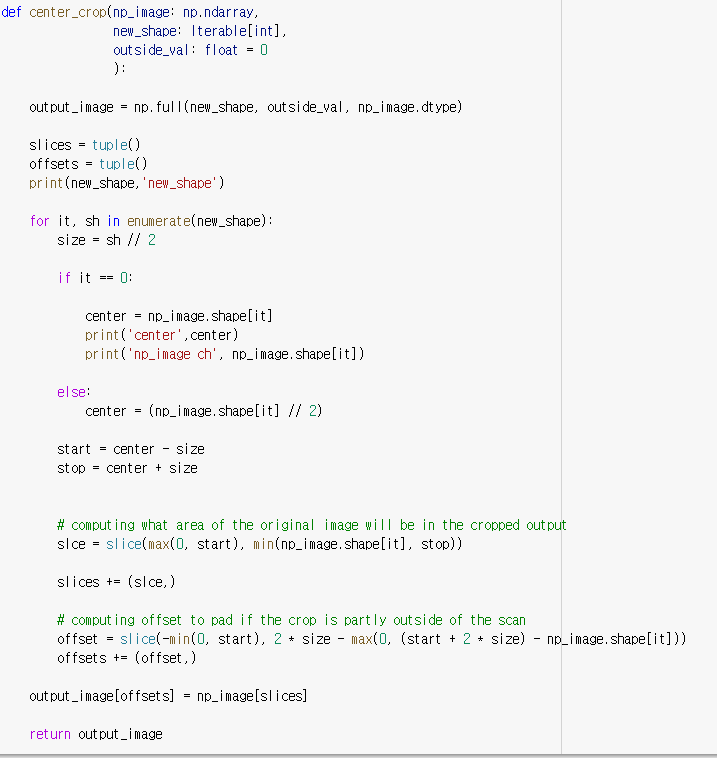 def center_crop(np_image: np.ndarray,
                new_shape: Iterable[int],
                outside_val: float = 0
                ):

    output_image = np.full(new_shape, outside_val, np_image.dtype)

    slices = tuple()
    offsets = tuple()
    print(new_shape,'new_shape')

    for it, sh in enumerate(new_shape):
        size = sh // 2

        if it == 0:

            center = np_image.shape[it]
            print('center',center)
            print('np_image ch', np_image.shape[it])

        else:
            center = (np_image.shape[it] // 2)

        start = center - size
        stop = center + size


        # computing what area of the original image will be in the cropped output
        slce = slice(max(0, start), min(np_image.shape[it], stop))

        slices += (slce,)

        # computing offset to pad if the crop is partly outside of the scan
        offset = slice(-min(0, start), 2 * size - max(0, (start + 2 * size) - np_image.shape[it]))
        offsets += (offset,)

    output_image[offsets] = np_image[slices]

    return output_image